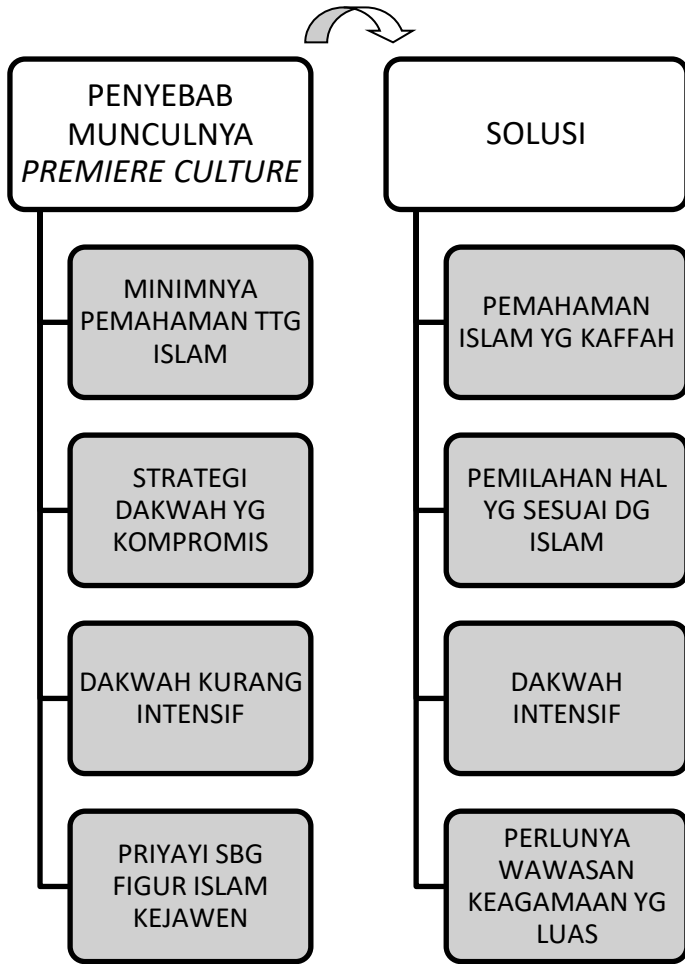 PENYEBAB
MUNCULNYA
PREMIERE CULTURE
MINIMNYA
PEMAHAMAN TTG
ISLAM
STRATEGI
DAKWAH YG
KOMPROMIS
DAKWAH KURANG
INTENSIF
PRIYAYI SBG
FIGUR ISLAM
KEJAWEN
SOLUSI
PEMAHAMAN
ISLAM YG KAFFAH
PEMILAHAN HAL
YG SESUAI DG
ISLAM
DAKWAH
INTENSIF
PERLUNYA
WAWASAN
KEAGAMAAN YG
LUAS